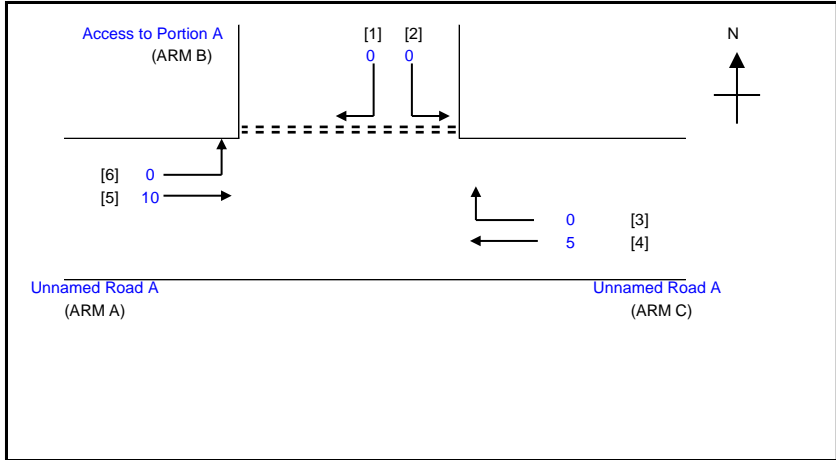 Access to Portion A [1] [2] N
(ARM B) 0 0
[6] 0
[5] 10
0 [3]
5 [4]
Unnamed Road A Unnamed Road A
(ARM A) (ARM C)